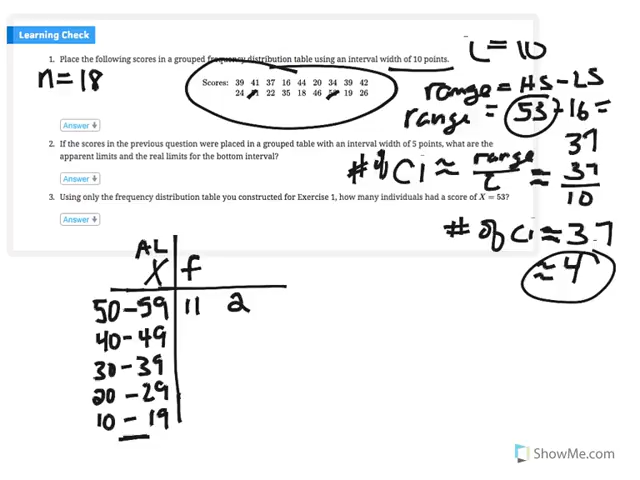 Learning Check
1. Place the following scores in a grouped frequency distribution table using an interval width of 10 points.
n=18
Scores: 39 41 37 16 44 20 34 39 42
24 22 35 18 46 19 26
Answer
2. If the scores in the previous question were placed in a grouped table with an interval width of 5 points, what are the
apparent limits and the real limits for the bottom interval?
Answer
3. Using only the frequency distribution table you constructed for Exercise 1, how many individuals had a score of X = 53?
Answer
i=10
range = HS-LS
range = 53-16=
37
# of CI ≈ range/i = 37/10
# of CI ≈ 3.7
≈ 4
AL
X f
50-59 11 2
40-49
30-39
20-29
10-19
ShowMe.com